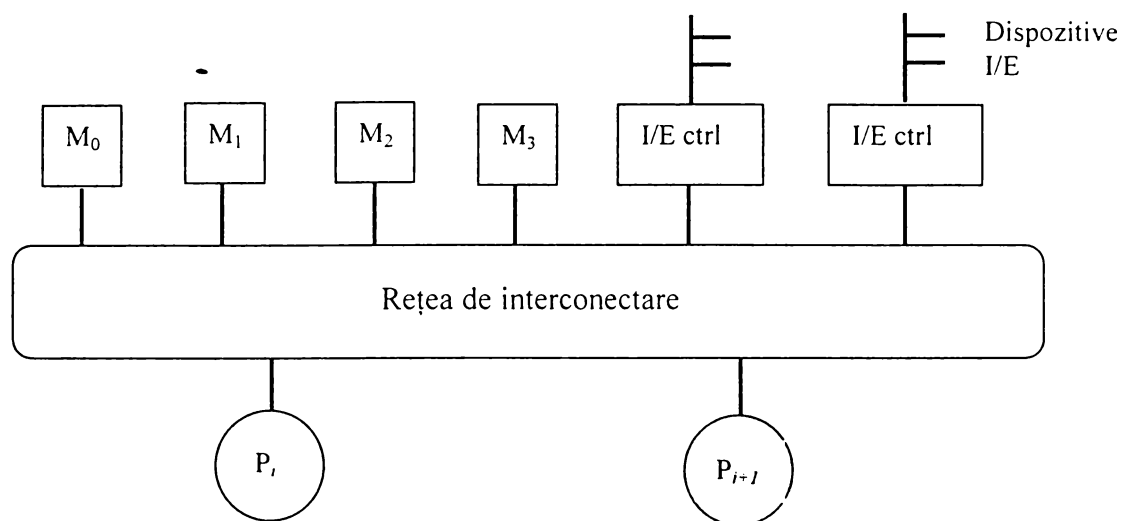 Dispozitive
I/E
M₀
M₁
M₂
M₃
I/E ctrl
I/E ctrl
Rețea de interconectare
Pᵢ
Pᵢ₊₁